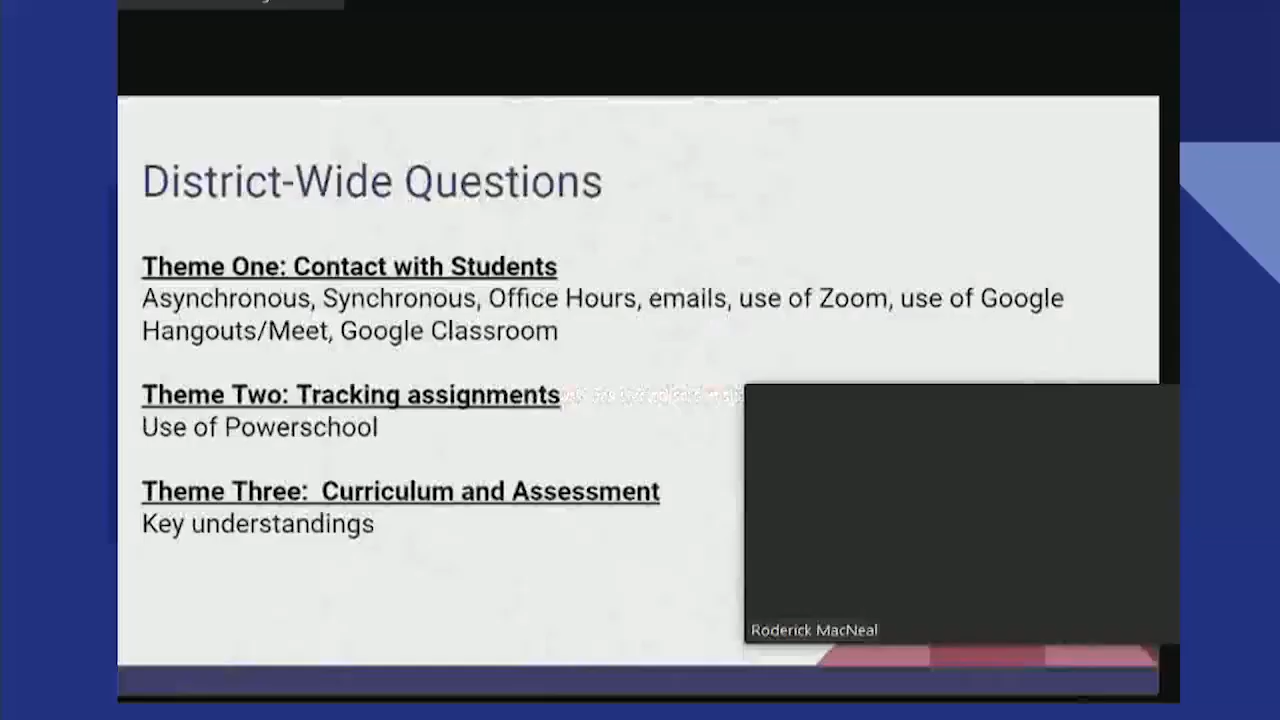 District-Wide Questions
Theme One: Contact with Students
Asynchronous, Synchronous, Office Hours, emails, use of Zoom, use of Google
Hangouts/Meet, Google Classroom
Theme Two: Tracking assignments
Use of Powerschool
Theme Three:  Curriculum and Assessment
Key understandings
Roderick MacNeal